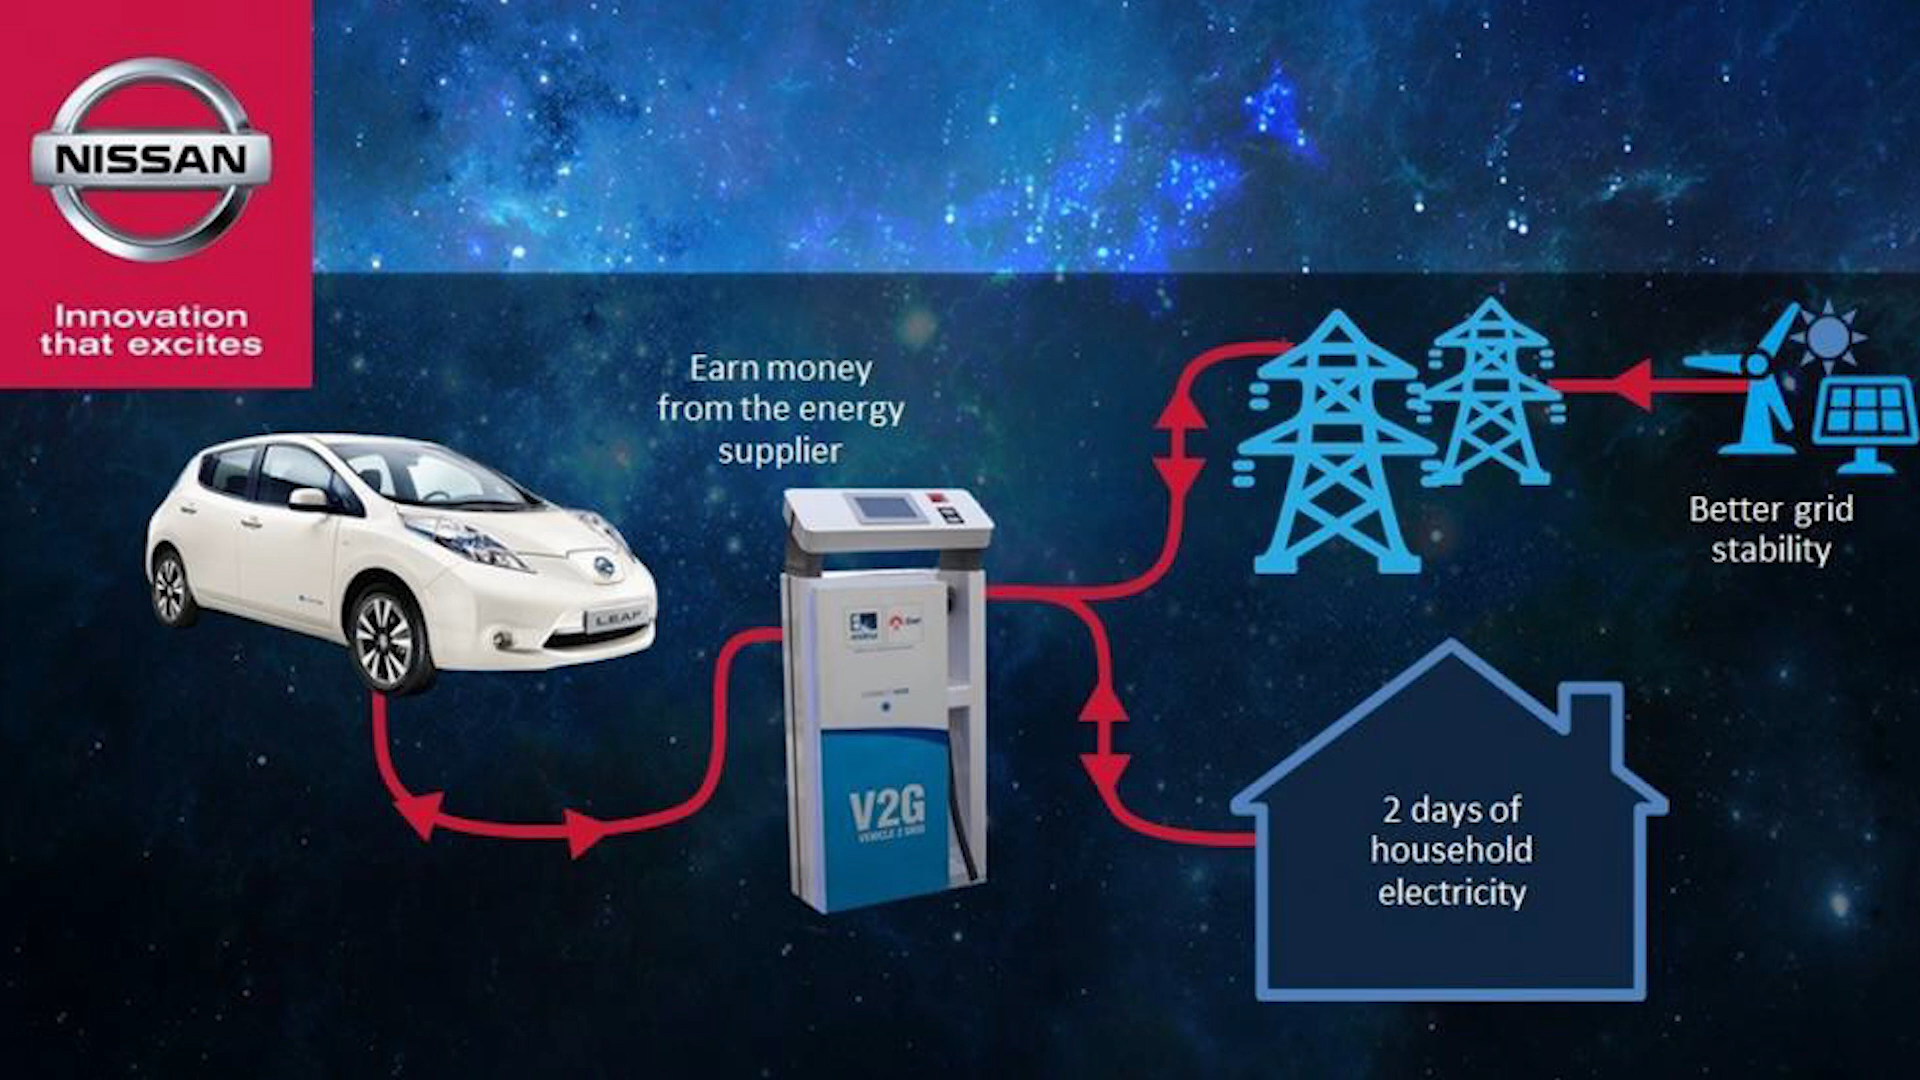 NISSAN
Innovation
that excites
Earn money
from the energy
supplier
LEAF
V2G
VEHICLE 2 GRID
Better grid
stability
2 days of
household
electricity